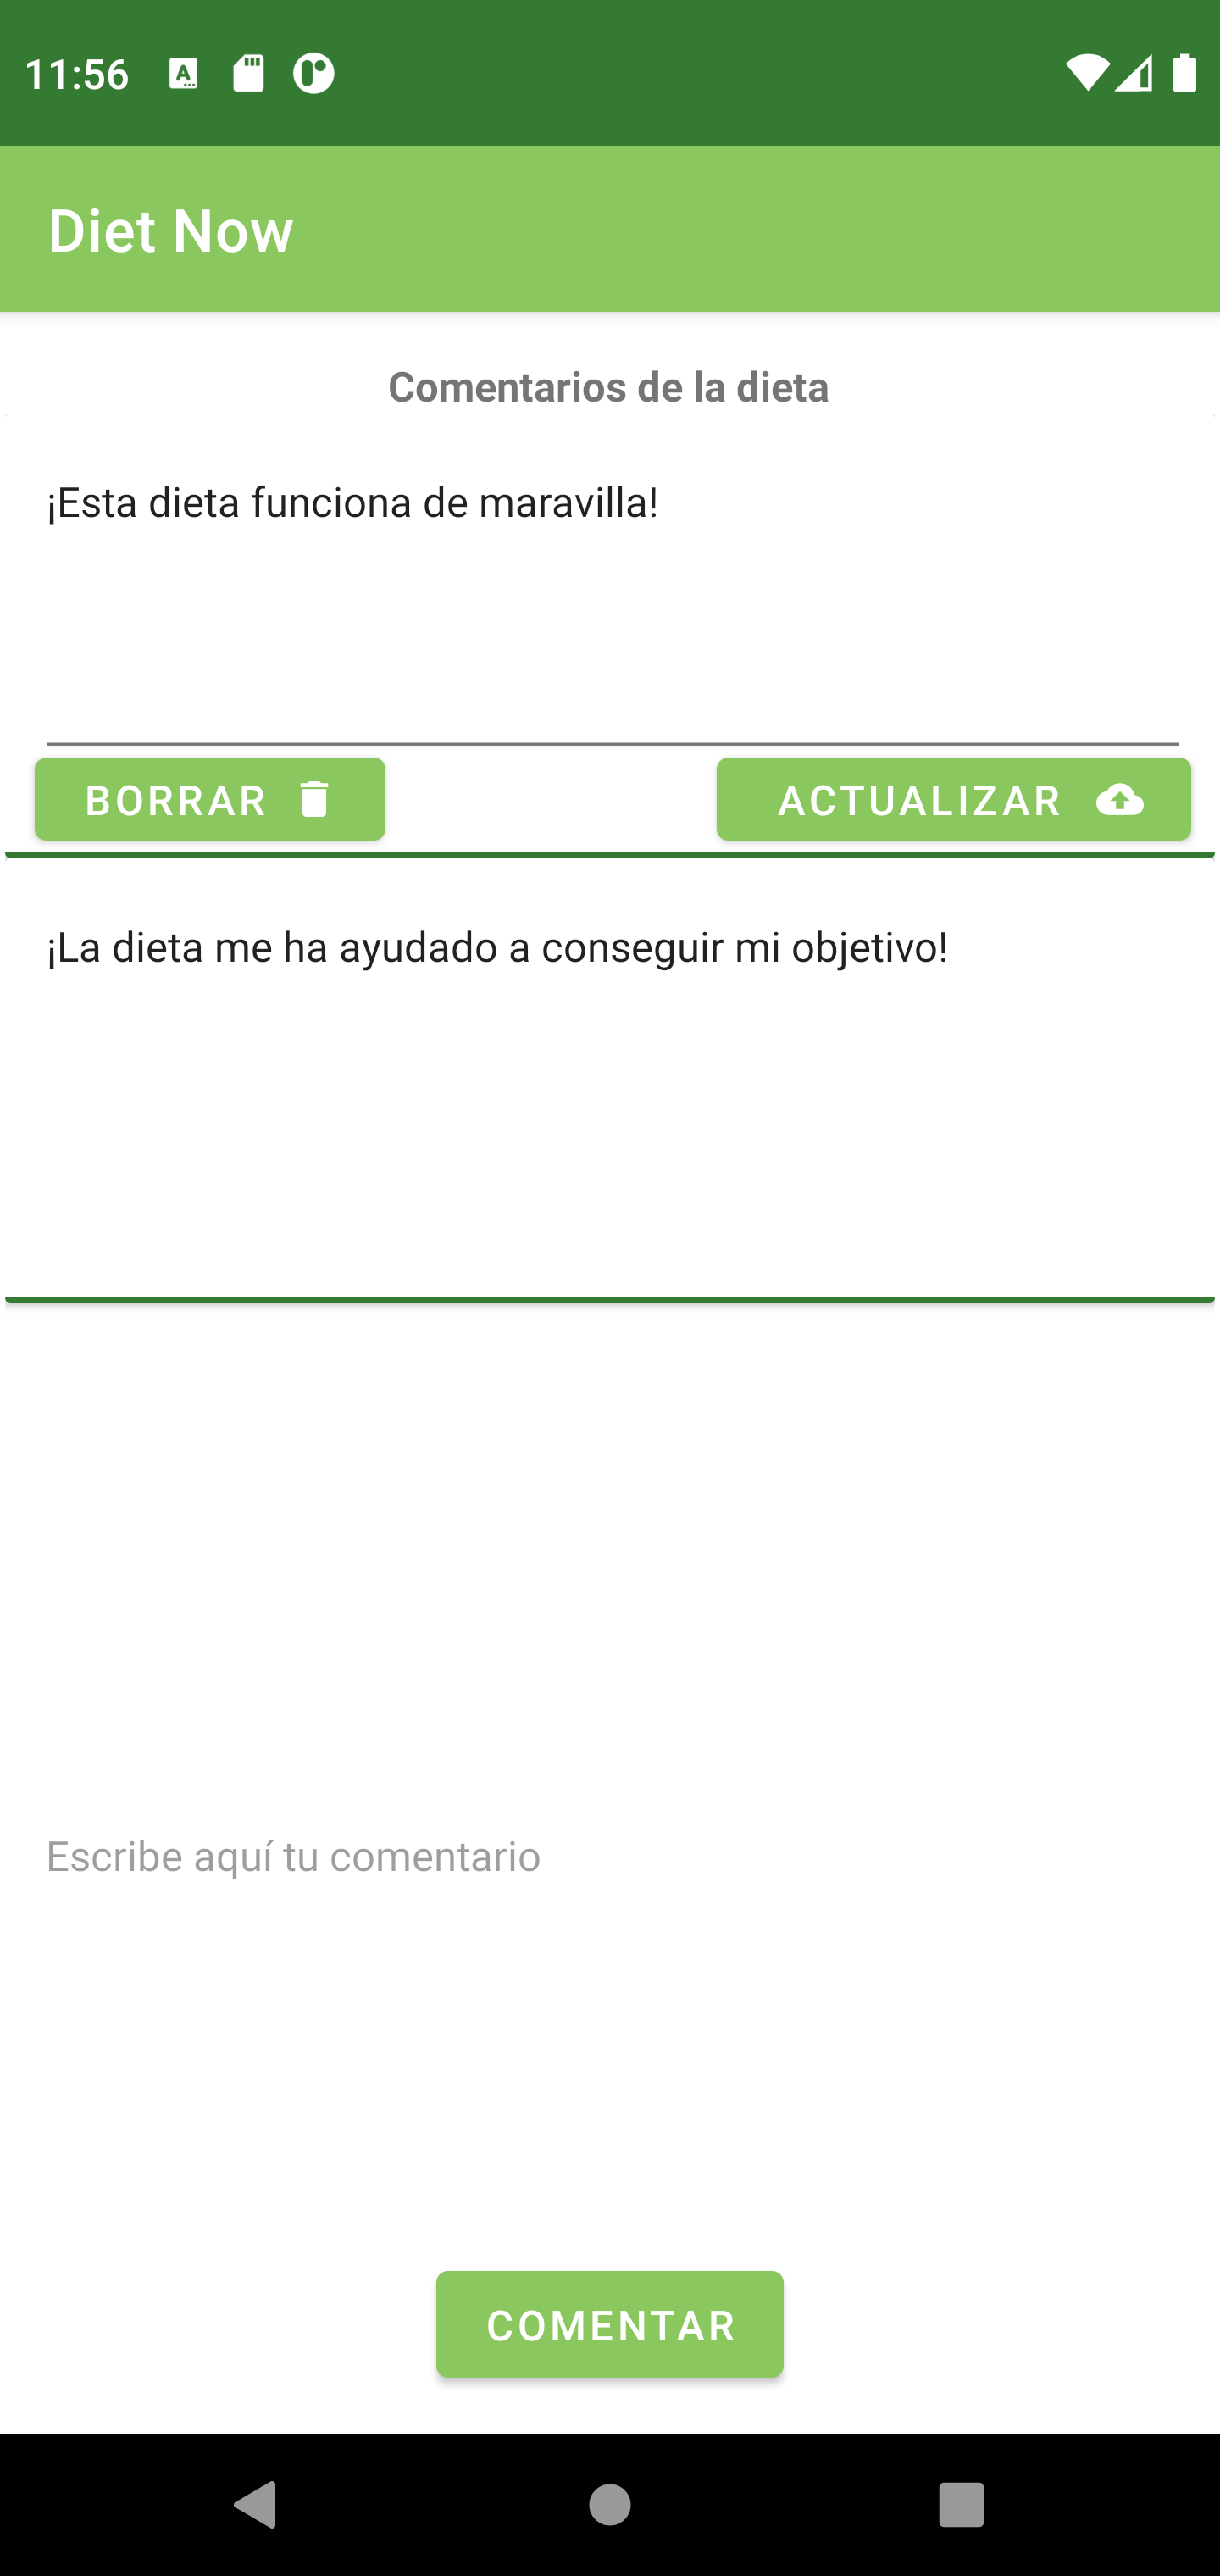 11:56
Diet Now
Comentarios de la dieta
¡Esta dieta funciona de maravilla!
BORRAR
ACTUALIZAR
¡La dieta me ha ayudado a conseguir mi objetivo!
Escribe aquí tu comentario
COMENTAR